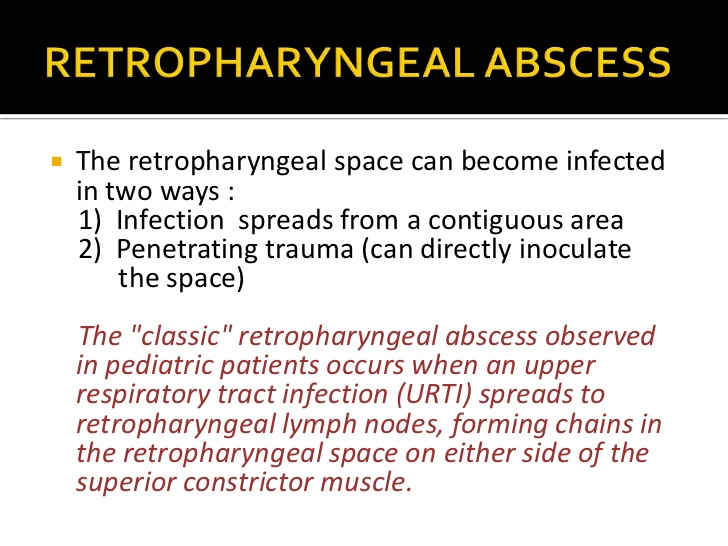 RETROPHARYNGEAL ABSCESS
The retropharyngeal space can become infected
in two ways :
1) Infection spreads from a contiguous area
2) Penetrating trauma (can directly inoculate
the space)
The "classic" retropharyngeal abscess observed
in pediatric patients occurs when an upper
respiratory tract infection (URTI) spreads to
retropharyngeal lymph nodes, forming chains in
the retropharyngeal space on either side of the
superior constrictor muscle.